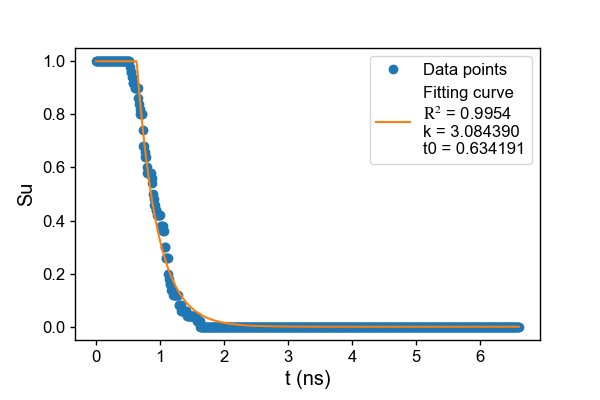 1.0
0.8
0.6
0.4
0.2
0.0
Su
0
1
2
3
4
5
6
t (ns)
Data points
Fitting curve
R² = 0.9954
k = 3.084390
t0 = 0.634191